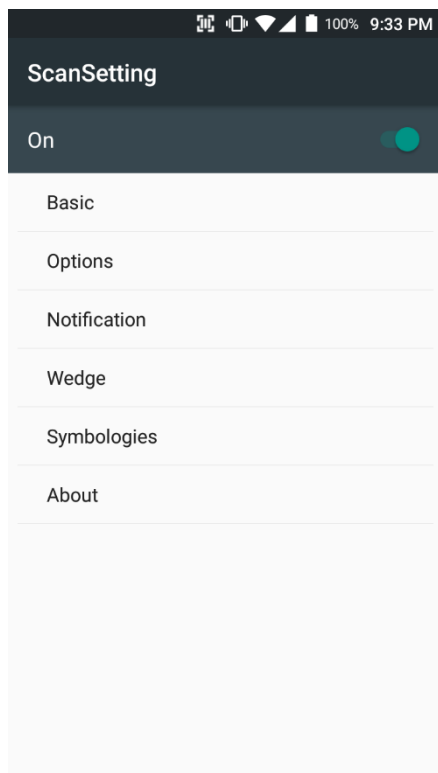 100% 9:33 PM
ScanSetting
On
Basic
Options
Notification
Wedge
Symbologies
About